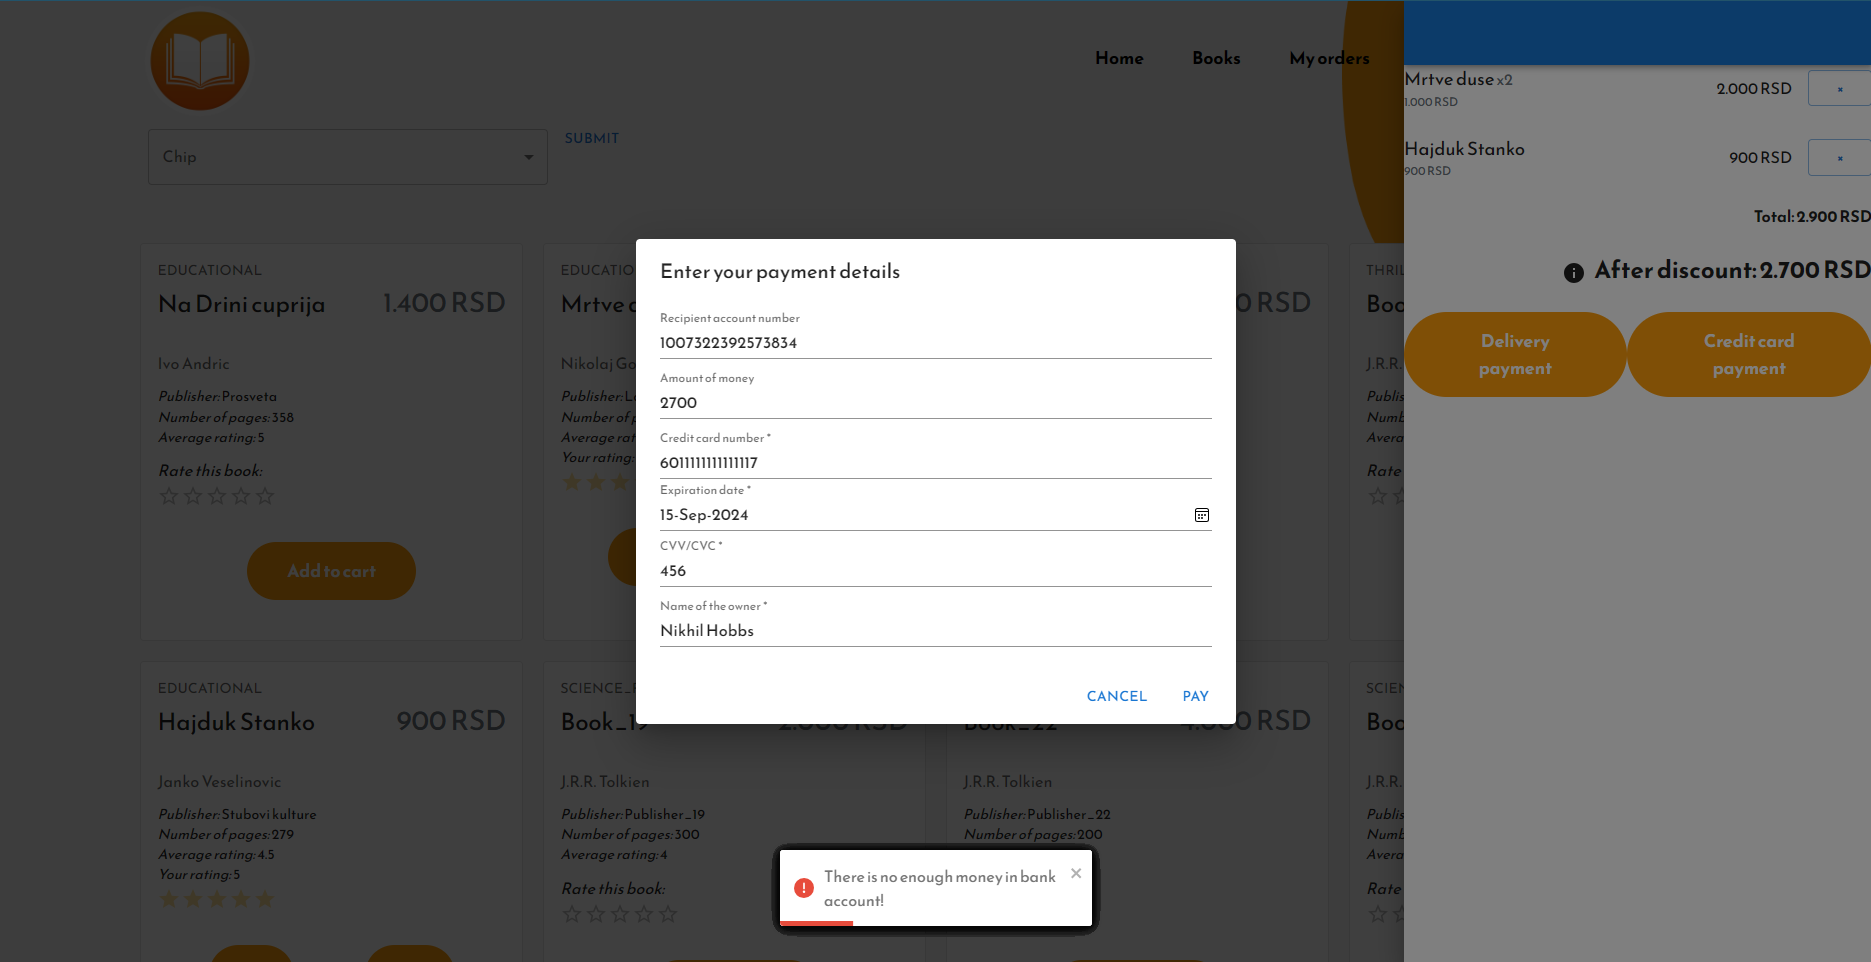 Home Books My orders
Chip
SUBMIT
EDUCATIONAL
Na Drini cuprija 1.400 RSD
Ivo Andric
Publisher: Prosveta
Number of pages: 358
Average rating: 5
Rate this book:
Add to cart
EDUCATIO
Mrtve
0 RSD
Nikolaj Go
Publisher: L
Number of p
Average rat
Your rating:
THRIL
Boo
J.R.R.
Publis
Numb
Avera
Rate
EDUCATIONAL
Hajduk Stanko 900 RSD
Janko Veselinovic
Publisher: Stubovi kulture
Number of pages: 279
Average rating: 4.5
Your rating: 5
SCIENCE_
Book_19 2.000 RSD
J.R.R. Tolkien
Publisher: Publisher_19
Number of pages: 300
Average rating: 4
Rate this book:
Book_22 4.000 RSD
J.R.R. Tolkien
Publisher: Publisher_22
Number of pages: 200
SCIEN
Boo
J.R.R.
Publis
Numb
Avera
Rate
Enter your payment details
Recipient account number
1007322392573834
Amount of money
2700
Credit card number *
6011111111111117
Expiration date *
15-Sep-2024
CVV/CVC *
456
Name of the owner *
Nikhil Hobbs
CANCEL PAY
There is no enough money in bank
account!
Mrtve duse x2 2.000 RSD ×
1.000 RSD
Hajduk Stanko 900 RSD ×
900 RSD
Total: 2.900 RSD
After discount: 2.700 RSD
Delivery
payment
Credit card
payment